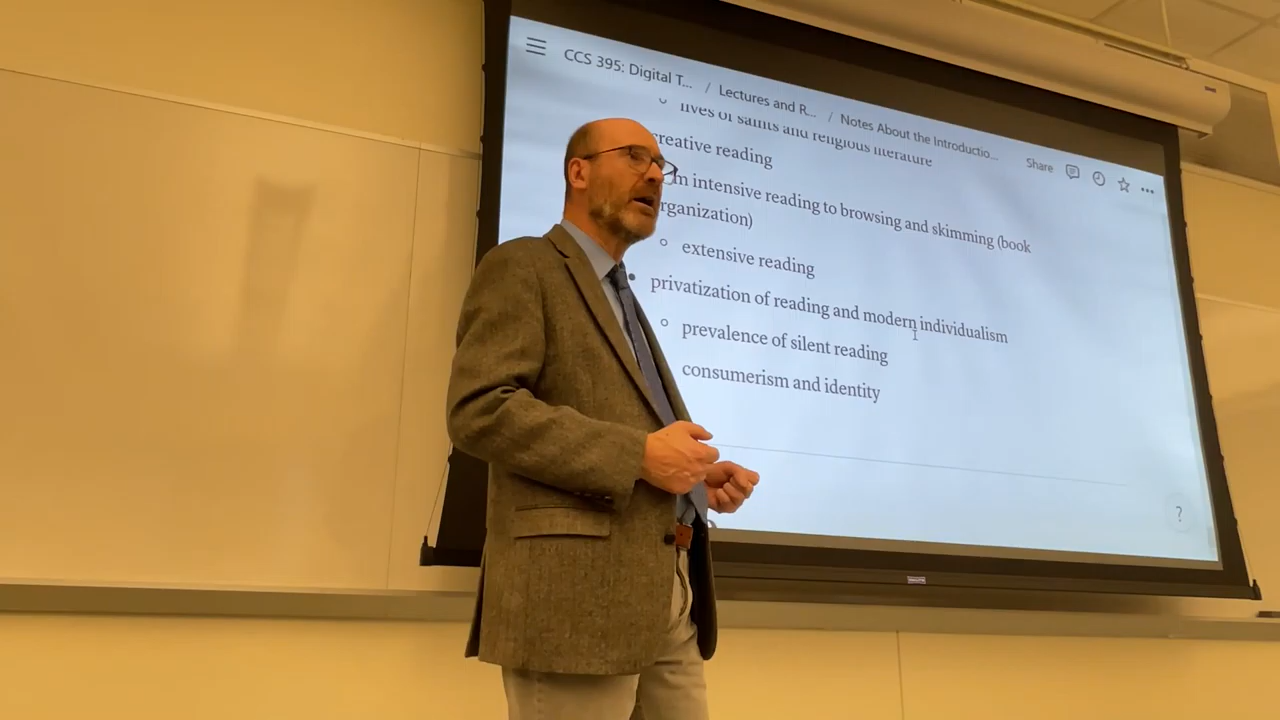 CCS 395: Digital T... / Lectures and R... / Notes About the Introductio... Share
lives of saints and religious literature
creative reading
m intensive reading to browsing and skimming (book
rganization)
extensive reading
privatization of reading and modern individualism
prevalence of silent reading
consumerism and identity
?